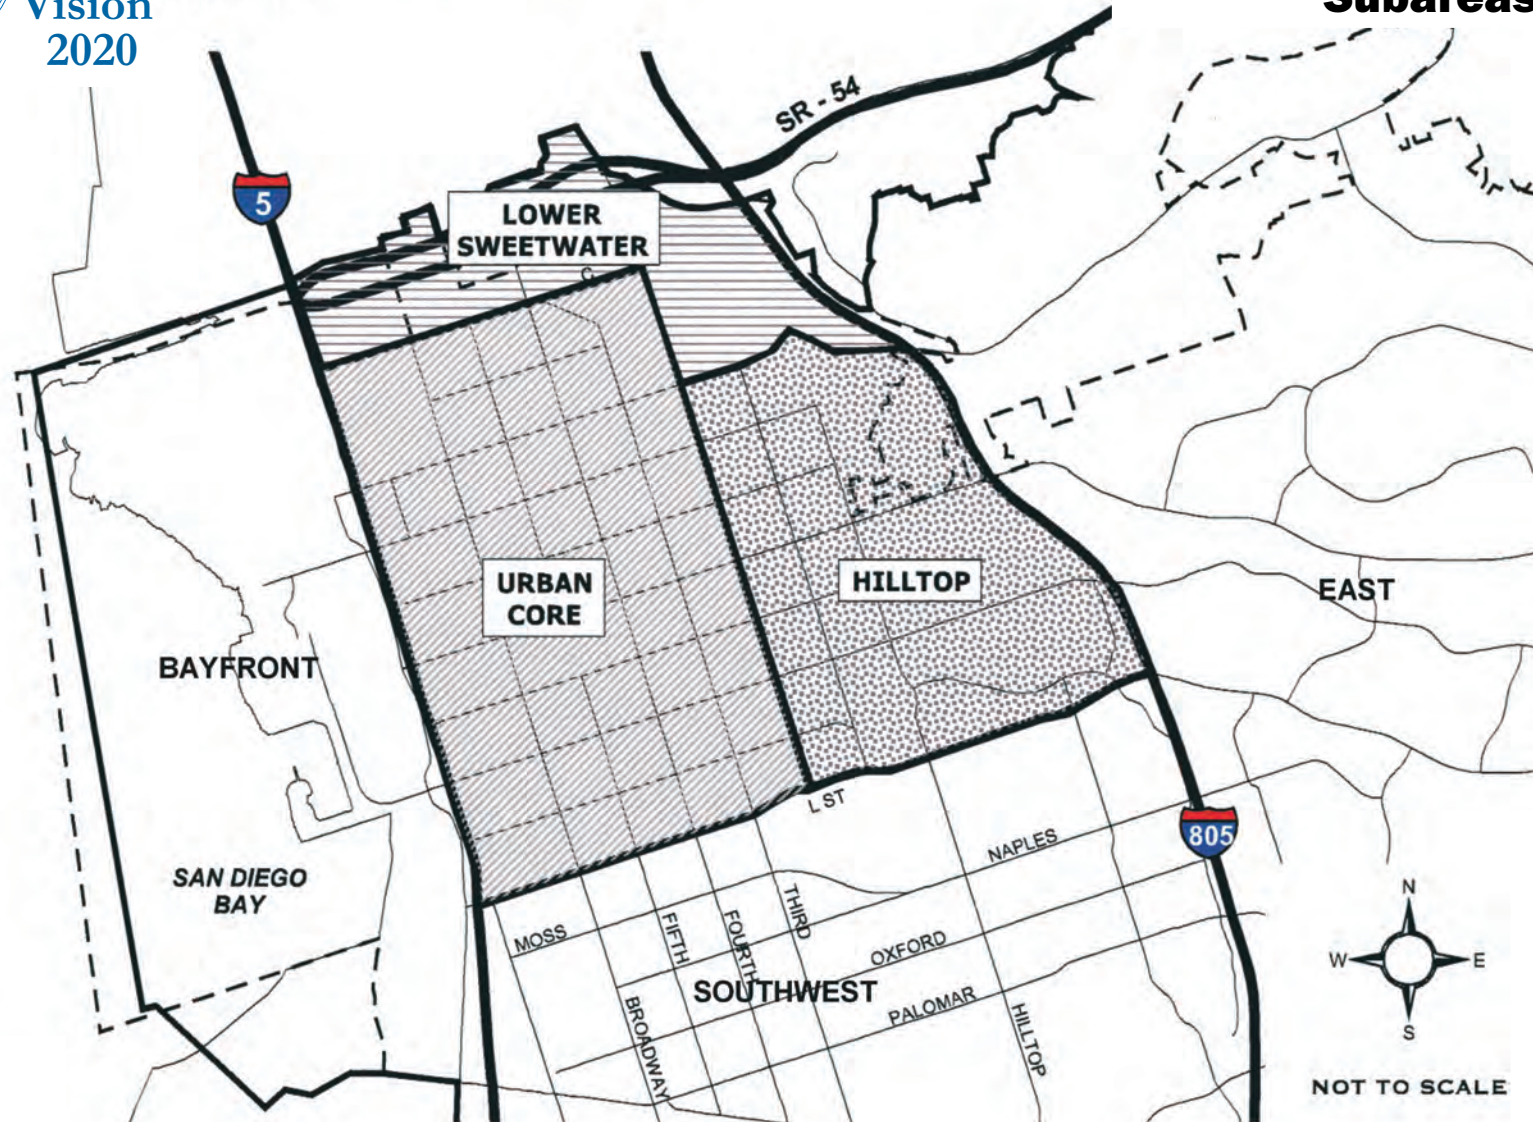 Vision
2020
Subareas
SR - 54
5
LOWER
SWEETWATER
C
URBAN
CORE
HILLTOP
EAST
BAYFRONT
L ST
805
SAN DIEGO
BAY
NAPLES
MOSS
FIFTH
FOURTH
THIRD
OXFORD
SOUTHWEST
PALOMAR
BROADWAY
HILLTOP
N
W
E
S
NOT TO SCALE